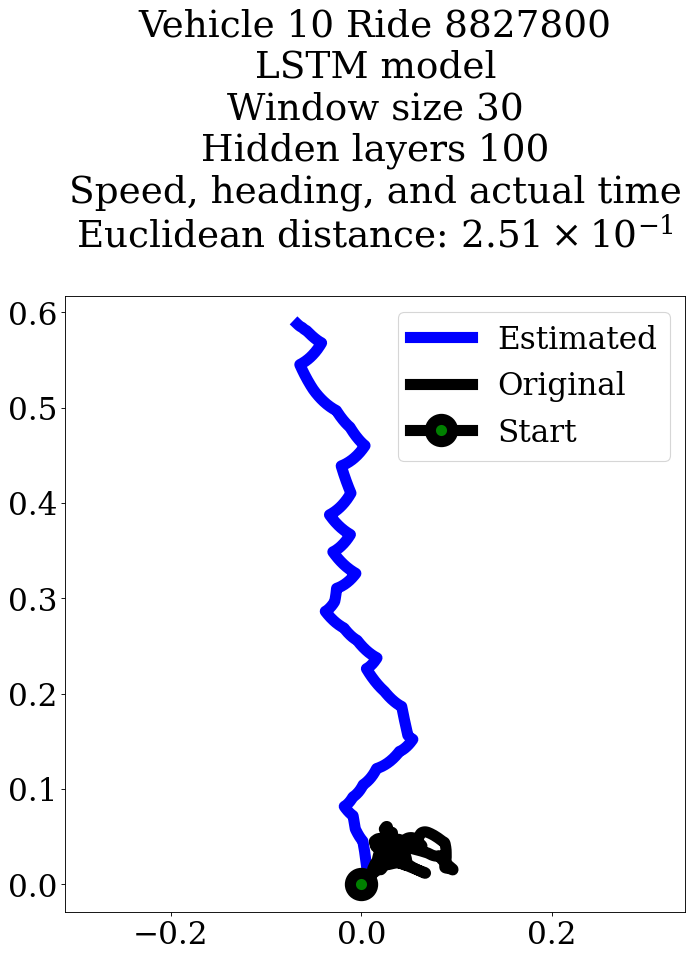 Vehicle 10 Ride 8827800
LSTM model
Window size 30
Hidden layers 100
Speed, heading, and actual time
Euclidean distance: 2.51 × 10⁻¹
0.6
0.5
0.4
0.3
0.2
0.1
0.0
Estimated
Original
Start
−0.2 0.0 0.2